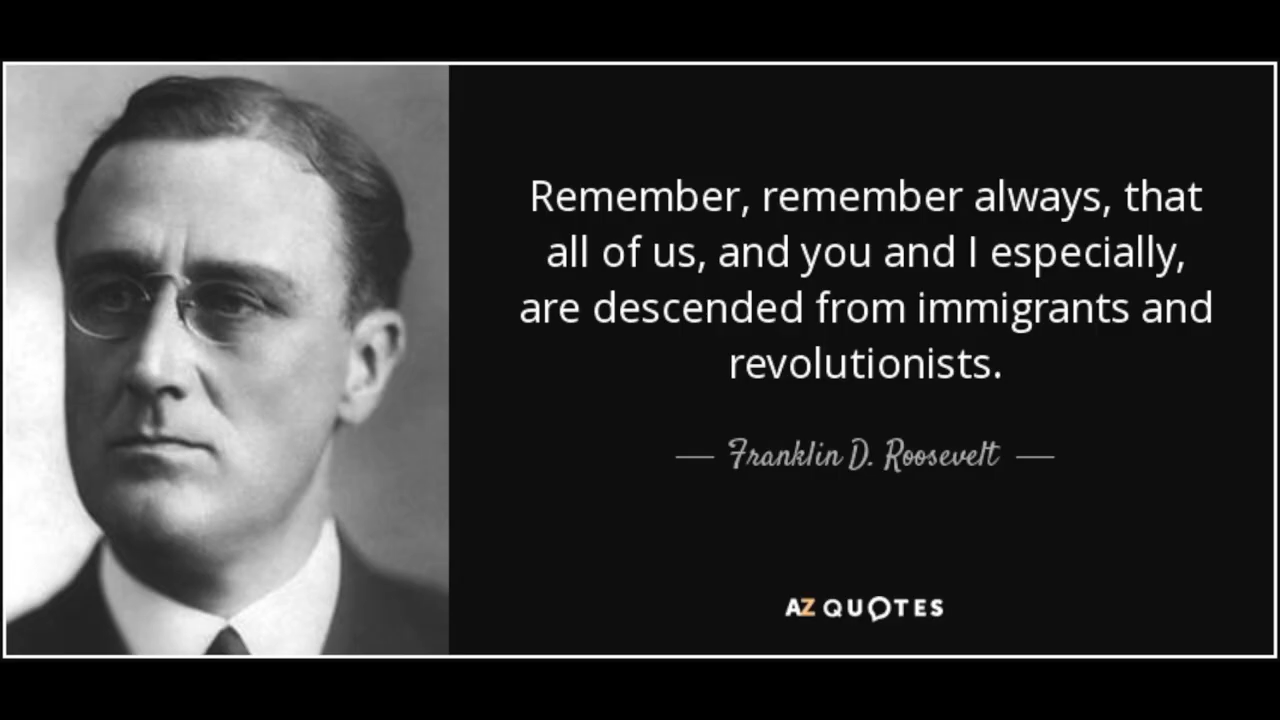 Remember, remember always, that
all of us, and you and I especially,
are descended from immigrants and
revolutionists.
Franklin D. Roosevelt
AZ QUOTES